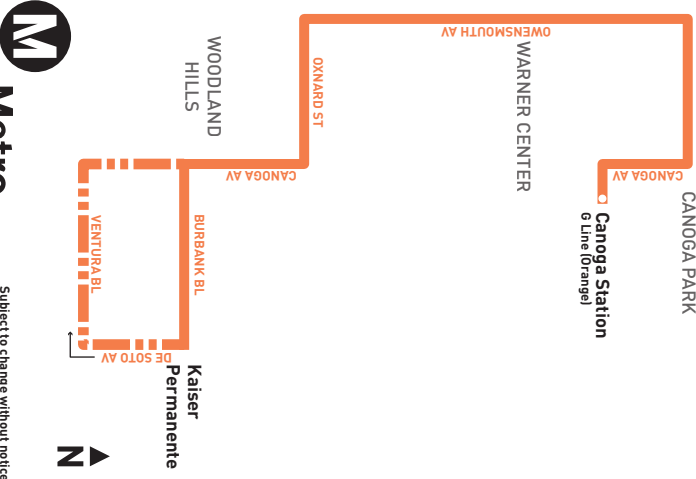 CANOGA PARK
CANOGA AV
Canoga Station
G Line (Orange)
WARNER CENTER
OWENSMOUTH AV
OXNARD ST
CANOGA AV
WOODLAND
HILLS
BURBANK BL
Kaiser
Permanente
DE SOTO AV
VENTURA BL
N
M
Metro
Subject to change without notice